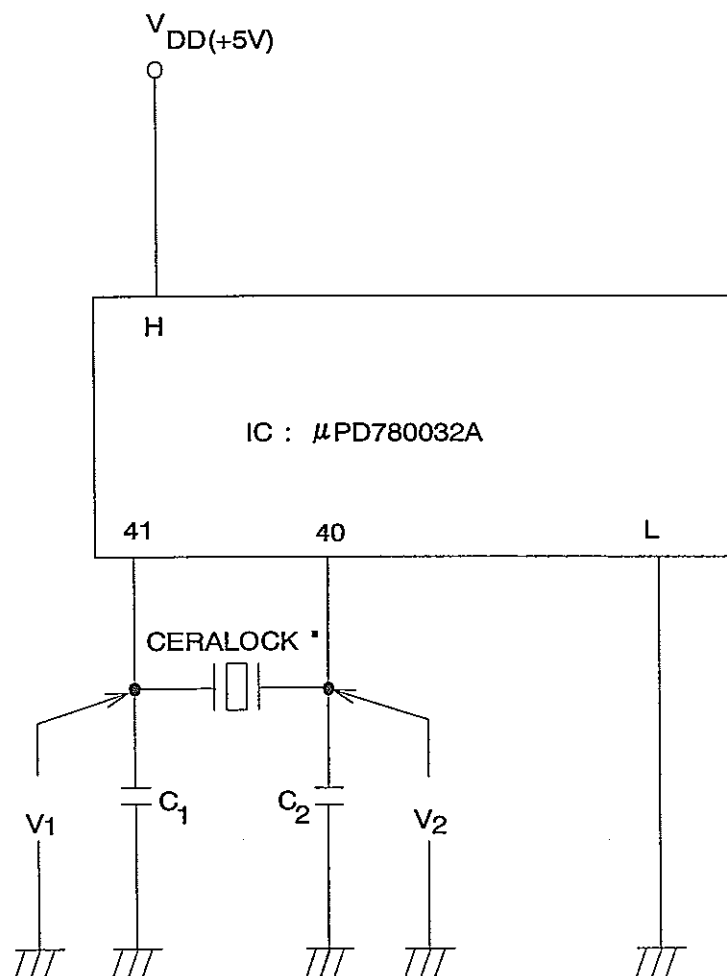 VDD(+5V)
H
IC : μPD780032A
41 40 L
CERALOCK
C1 C2
V1 V2